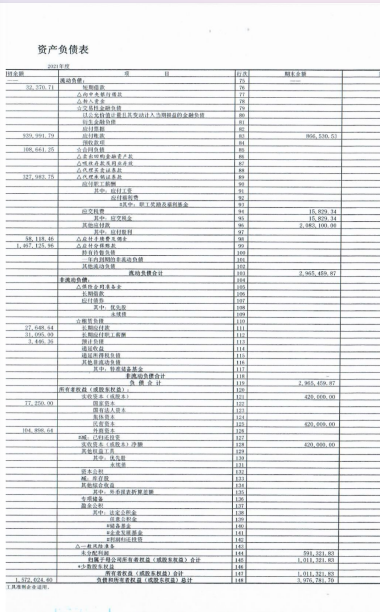 资产负债表
2021年度
期初金额 项 目 行次 期末金额
—— 流动负债： 75 ——
32,370.71 短期借款 76
△向中央银行借款 77
△拆入资金 78
☆交易性金融负债 79
以公允价值计量且其变动计入当期损益的金融负债 80
衍生金融负债 81
应付票据 82
939,991.79 应付账款 83 866,530.53
预收款项 84
108,661.25 ☆合同负债 85
△卖出回购金融资产款 86
△吸收存款及同业存放 87
△代理买卖证券款 88
327,982.75 △代理承销证券款 89
应付职工薪酬 90
其中：应付工资 91
应付福利费 92
#其中：职工奖励及福利基金 93
应交税费 94 15,829.34
其中：应交税金 95 15,829.34
其他应付款 96 2,083,100.00
其中：应付股利 97
58,118.46 △应付手续费及佣金 98
1,467,125.96 △应付分保账款 99
持有待售负债 100
一年内到期的非流动负债 101
其他流动负债 102
流动负债合计 103 2,965,459.87
非流动负债： 104
△保险合同准备金 105
长期借款 106
应付债券 107
其中：优先股 108
永续债 109
☆租赁负债 110
27,648.64 长期应付款 111
31,095.00 长期应付职工薪酬 112
3,446.36 预计负债 113
递延收益 114
递延所得税负债 115
其他非流动负债 116
其中：特准储备基金 117
非流动负债合计 118
负 债 合 计 119 2,965,459.87
所有者权益（或股东权益）： 120
实收资本（或股本） 121 420,000.00
77,250.00 国家资本 122
国有法人资本 123
集体资本 124
民营资本 125 420,000.00
104,898.64 外商资本 126
#减：已归还投资 127
实收资本（或股本）净额 128 420,000.00
其他权益工具 129
其中：优先股 130
永续债 131
资本公积 132
减：库存股 133
其他综合收益 134
其中：外币报表折算差额 135
专项储备 136
盈余公积 137
其中：法定公积金 138
任意公积金 139
#储备基金 140
#企业发展基金 141
#利润归还投资 142
△一般风险准备 143
未分配利润 144 591,321.83
归属于母公司所有者权益（或股东权益）合计 145 1,011,321.83
*少数股东权益 146
所有者权益（或股东权益）合计 147 1,011,321.83
1,572,024.60 负债和所有者权益（或股东权益）总计 148 3,976,781.70
工具准则企业适用。